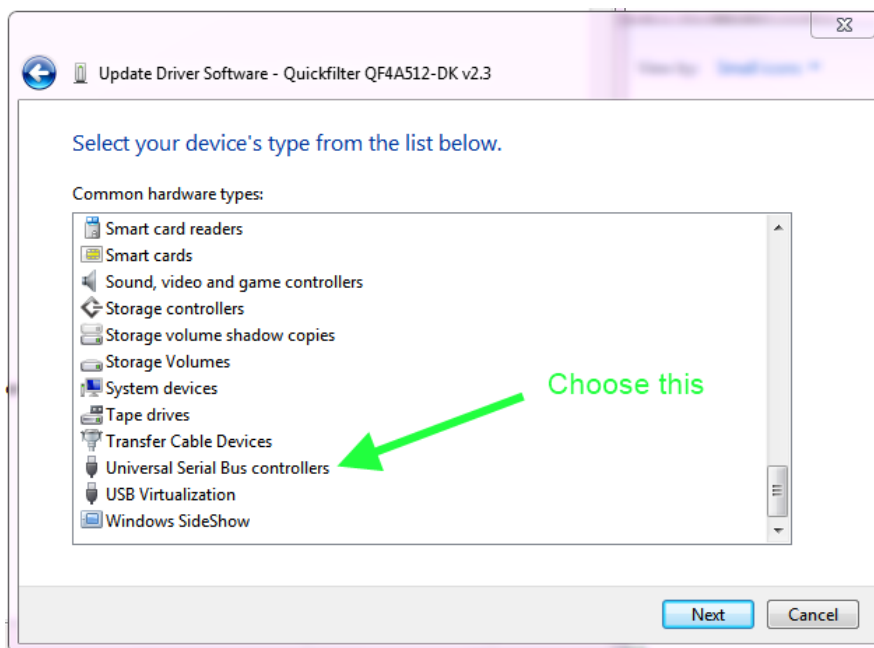 Update Driver Software - Quickfilter QF4A512-DK v2.3
Select your device's type from the list below.
Common hardware types:
Smart card readers
Smart cards
Sound, video and game controllers
Storage controllers
Storage volume shadow copies
Storage Volumes
System devices
Choose this
Tape drives
Transfer Cable Devices
Universal Serial Bus controllers
USB Virtualization
Windows SideShow
Next Cancel